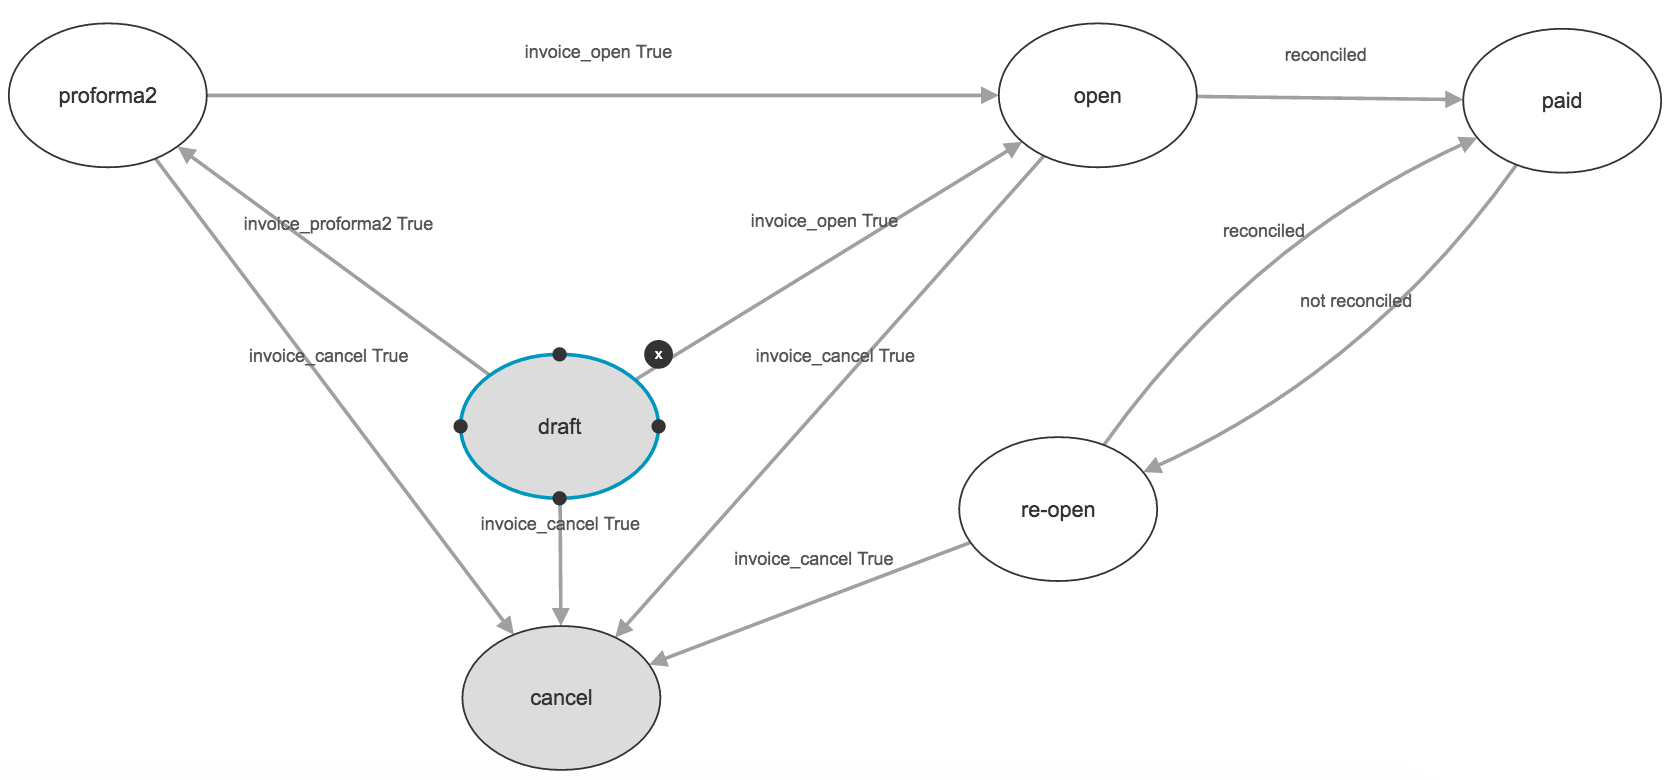 invoice_open True
reconciled
proforma2
open
paid
invoice_proforma2 True
invoice_open True
reconciled
not reconciled
invoice_cancel True
x
invoice_cancel True
draft
re-open
invoice_cancel True
invoice_cancel True
cancel